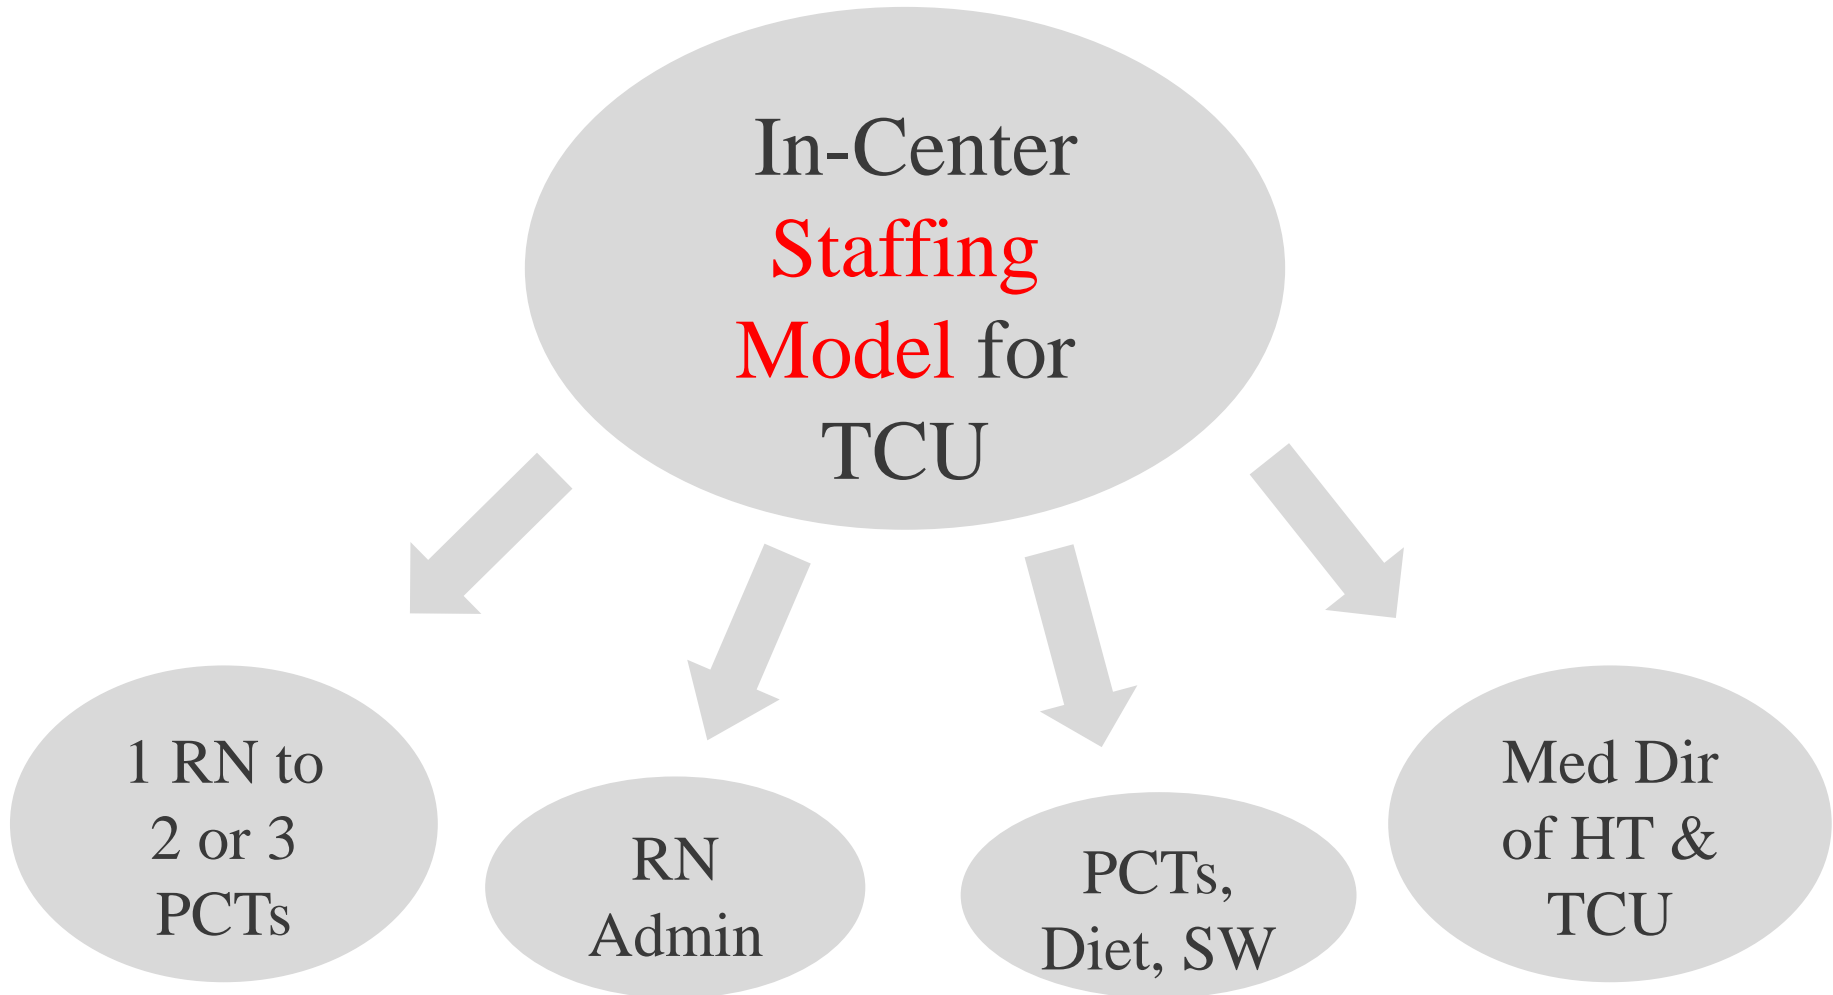 In-Center
Staffing
Model for
TCU
1 RN to
2 or 3
PCTs
RN
Admin
PCTs,
Diet, SW
Med Dir
of HT &
TCU